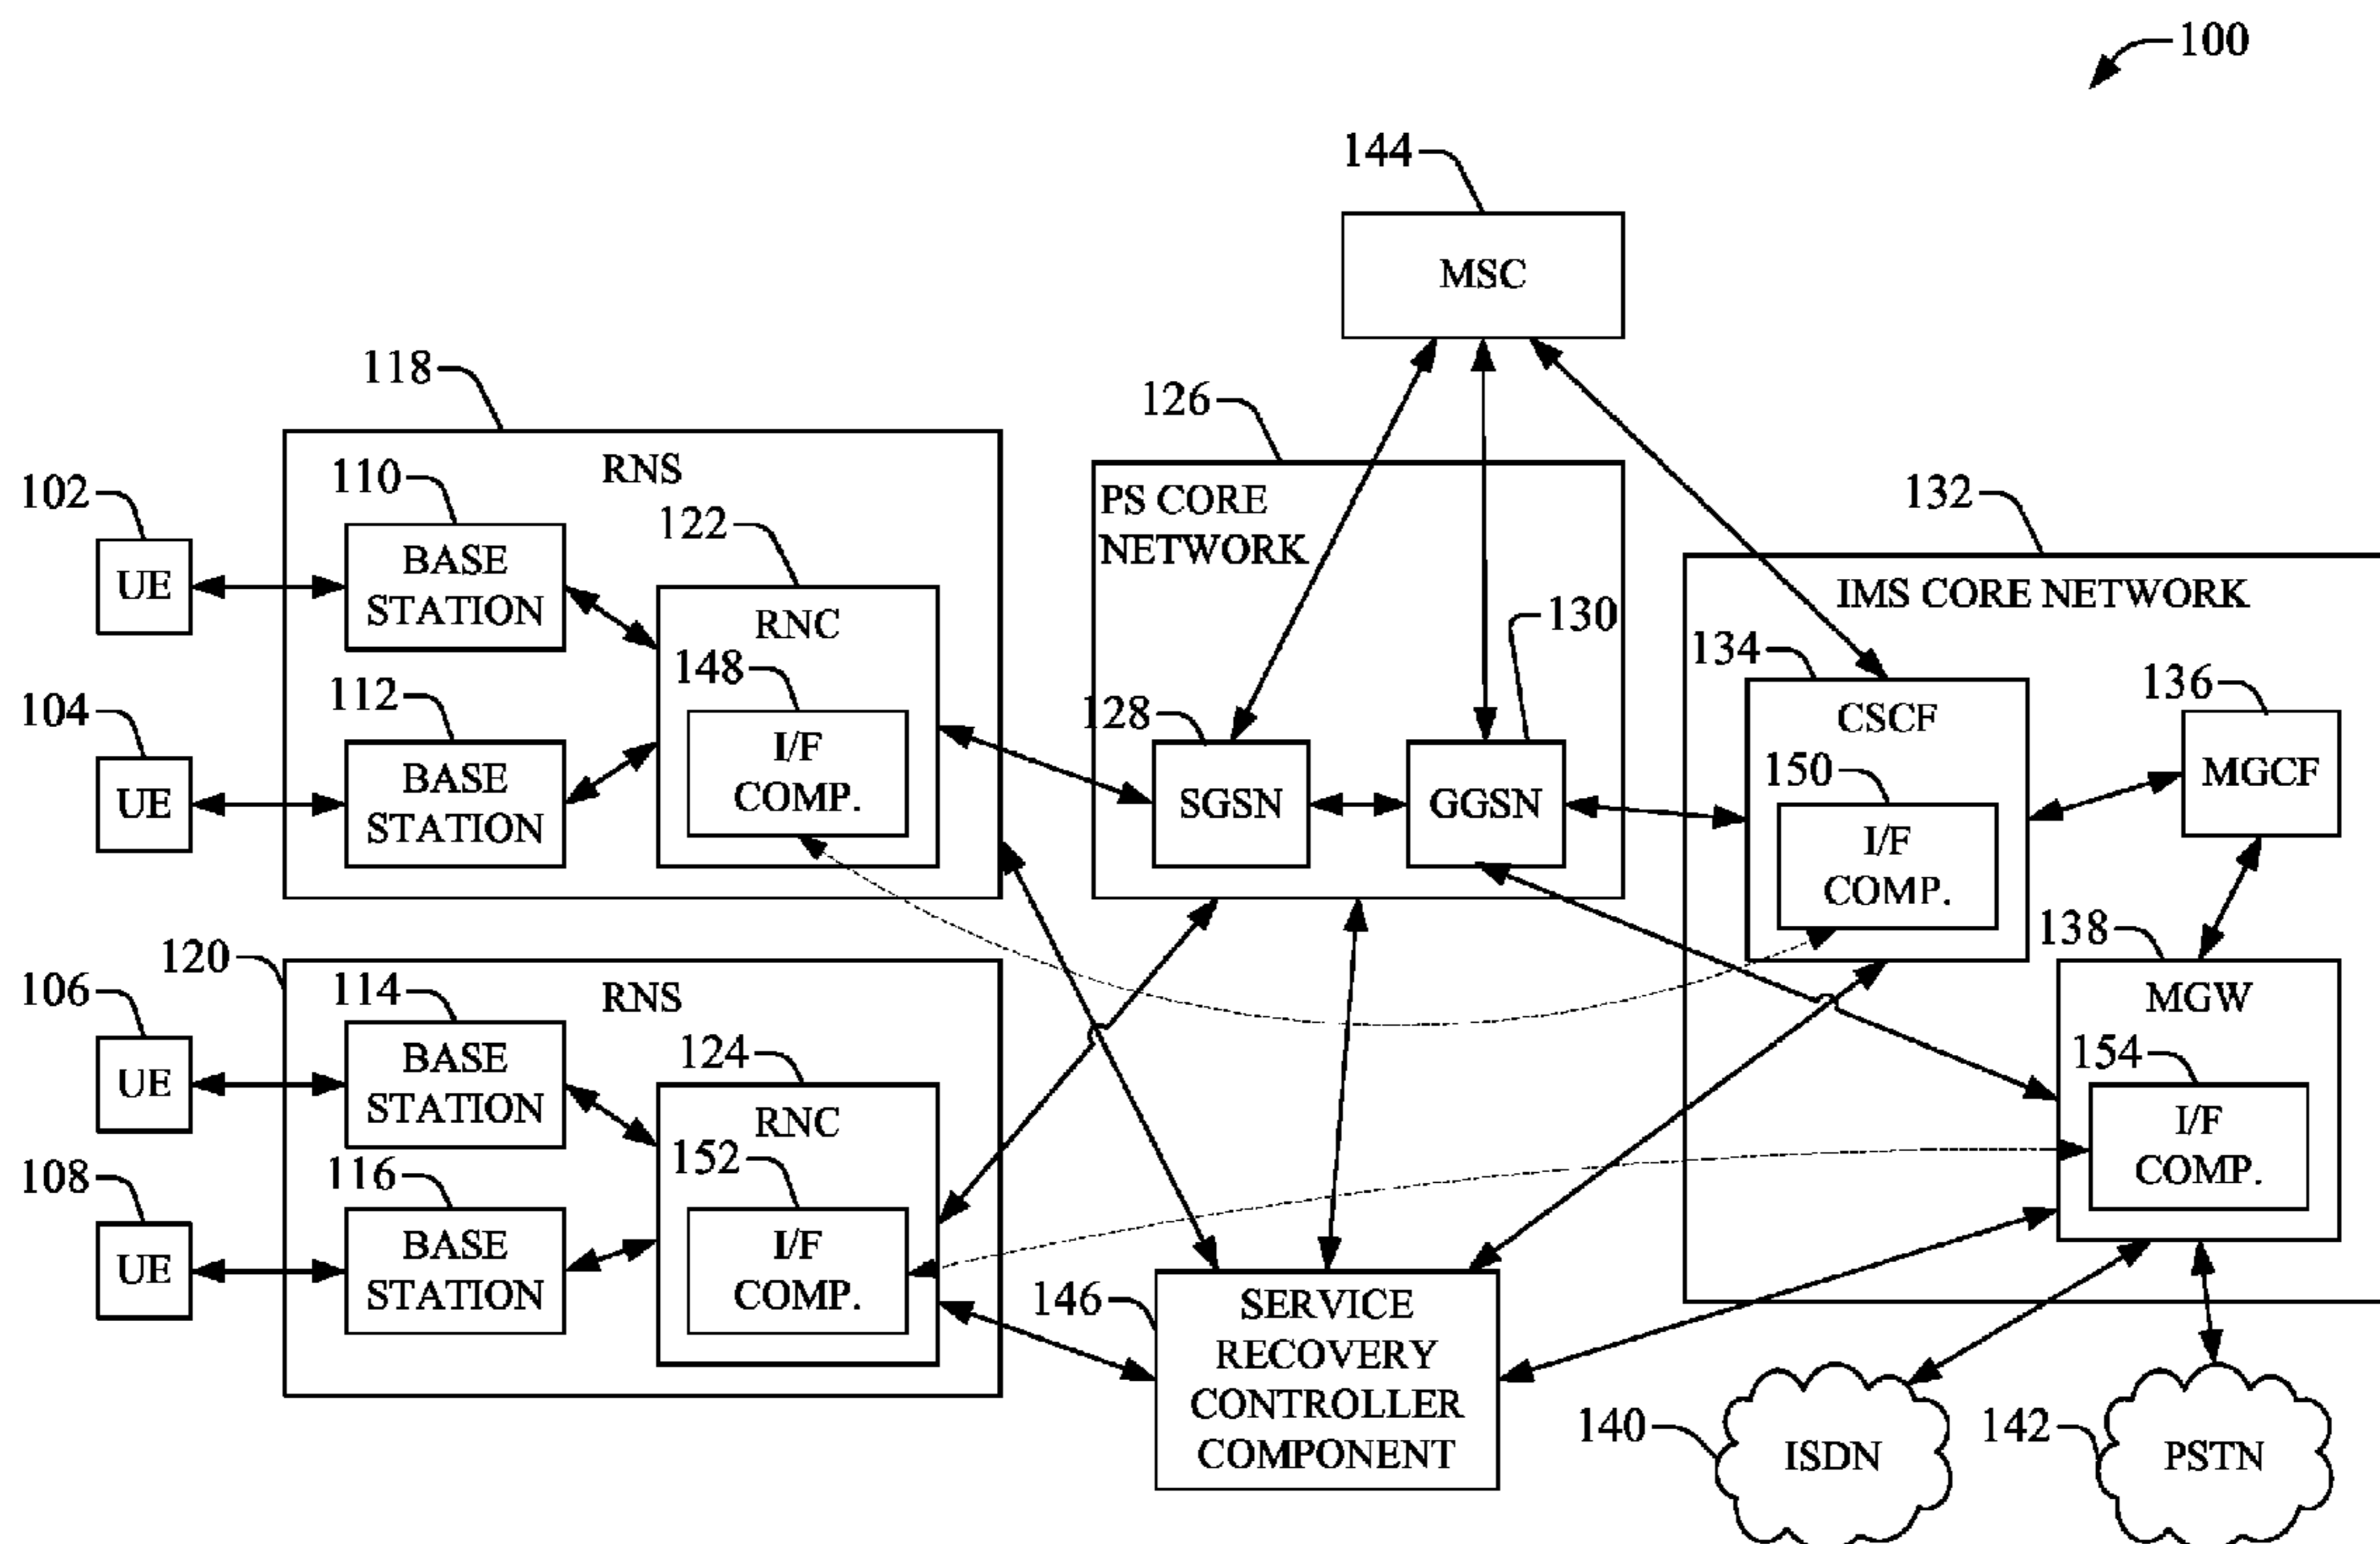 100
144
MSC
118
126
RNS
PS CORE
NETWORK
132
IMS CORE NETWORK
102
UE
110
BASE
STATION
122
RNC
148
I/F
COMP.
104
UE
112
BASE
STATION
128
SGSN
130
GGSN
134
CSCF
150
I/F
COMP.
136
MGCF
138
MGW
154
I/F
COMP.
120
RNS
106
UE
114
BASE
STATION
124
RNC
152
I/F
COMP.
108
UE
116
BASE
STATION
146
SERVICE
RECOVERY
CONTROLLER
COMPONENT
140
ISDN
142
PSTN